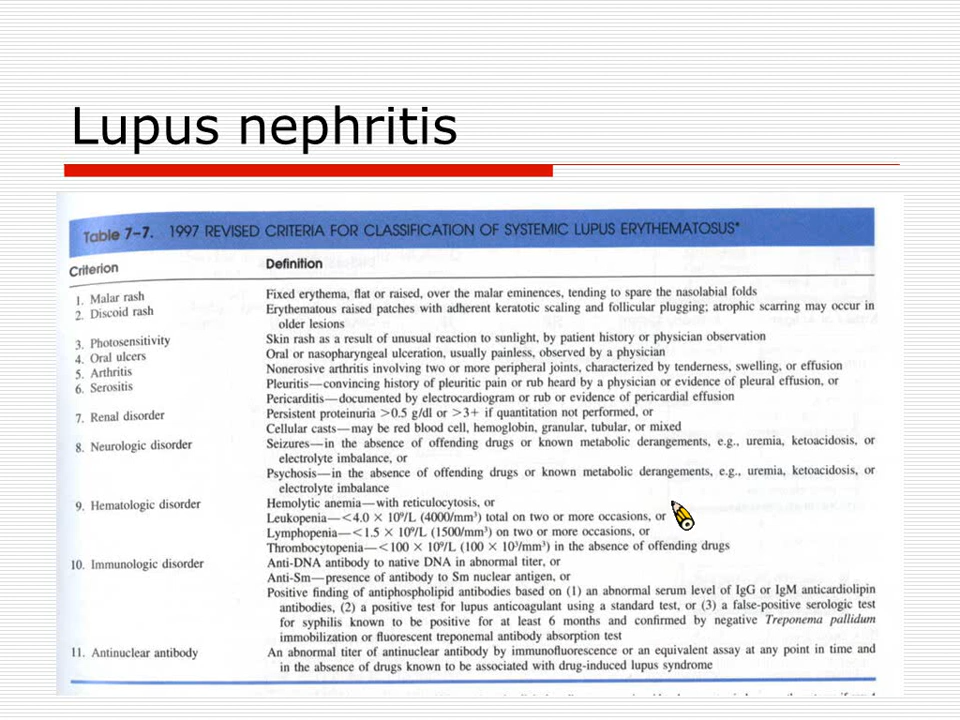 Lupus nephritis
Table 7-7. 1997 REVISED CRITERIA FOR CLASSIFICATION OF SYSTEMIC LUPUS ERYTHEMATOSUS*
Criterion Definition
1. Malar rash Fixed erythema, flat or raised, over the malar eminences, tending to spare the nasolabial folds
2. Discoid rash Erythematous raised patches with adherent keratotic scaling and follicular plugging; atrophic scarring may occur in
older lesions
3. Photosensitivity Skin rash as a result of unusual reaction to sunlight, by patient history or physician observation
4. Oral ulcers Oral or nasopharyngeal ulceration, usually painless, observed by a physician
5. Arthritis Nonerosive arthritis involving two or more peripheral joints, characterized by tenderness, swelling, or effusion
6. Serositis Pleuritis—convincing history of pleuritic pain or rub heard by a physician or evidence of pleural effusion, or
Pericarditis—documented by electrocardiogram or rub or evidence of pericardial effusion
7. Renal disorder Persistent proteinuria >0.5 g/dl or >3+ if quantitation not performed, or
Cellular casts—may be red blood cell, hemoglobin, granular, tubular, or mixed
8. Neurologic disorder Seizures—in the absence of offending drugs or known metabolic derangements, e.g., uremia, ketoacidosis, or
electrolyte imbalance, or
Psychosis—in the absence of offending drugs or known metabolic derangements, e.g., uremia, ketoacidosis, or
electrolyte imbalance
9. Hematologic disorder Hemolytic anemia—with reticulocytosis, or
Leukopenia—<4.0 × 10⁹/L (4000/mm³) total on two or more occasions, or
Lymphopenia—<1.5 × 10⁹/L (1500/mm³) on two or more occasions, or
Thrombocytopenia—<100 × 10⁹/L (100 × 10³/mm³) in the absence of offending drugs
10. Immunologic disorder Anti-DNA antibody to native DNA in abnormal titer, or
Anti-Sm—presence of antibody to Sm nuclear antigen, or
Positive finding of antiphospholipid antibodies based on (1) an abnormal serum level of IgG or IgM anticardiolipin
antibodies, (2) a positive test for lupus anticoagulant using a standard test, or (3) a false-positive serologic test
for syphilis known to be positive for at least 6 months and confirmed by negative Treponema pallidum
immobilization or fluorescent treponemal antibody absorption test
11. Antinuclear antibody An abnormal titer of antinuclear antibody by immunofluorescence or an equivalent assay at any point in time and
in the absence of drugs known to be associated with drug-induced lupus syndrome